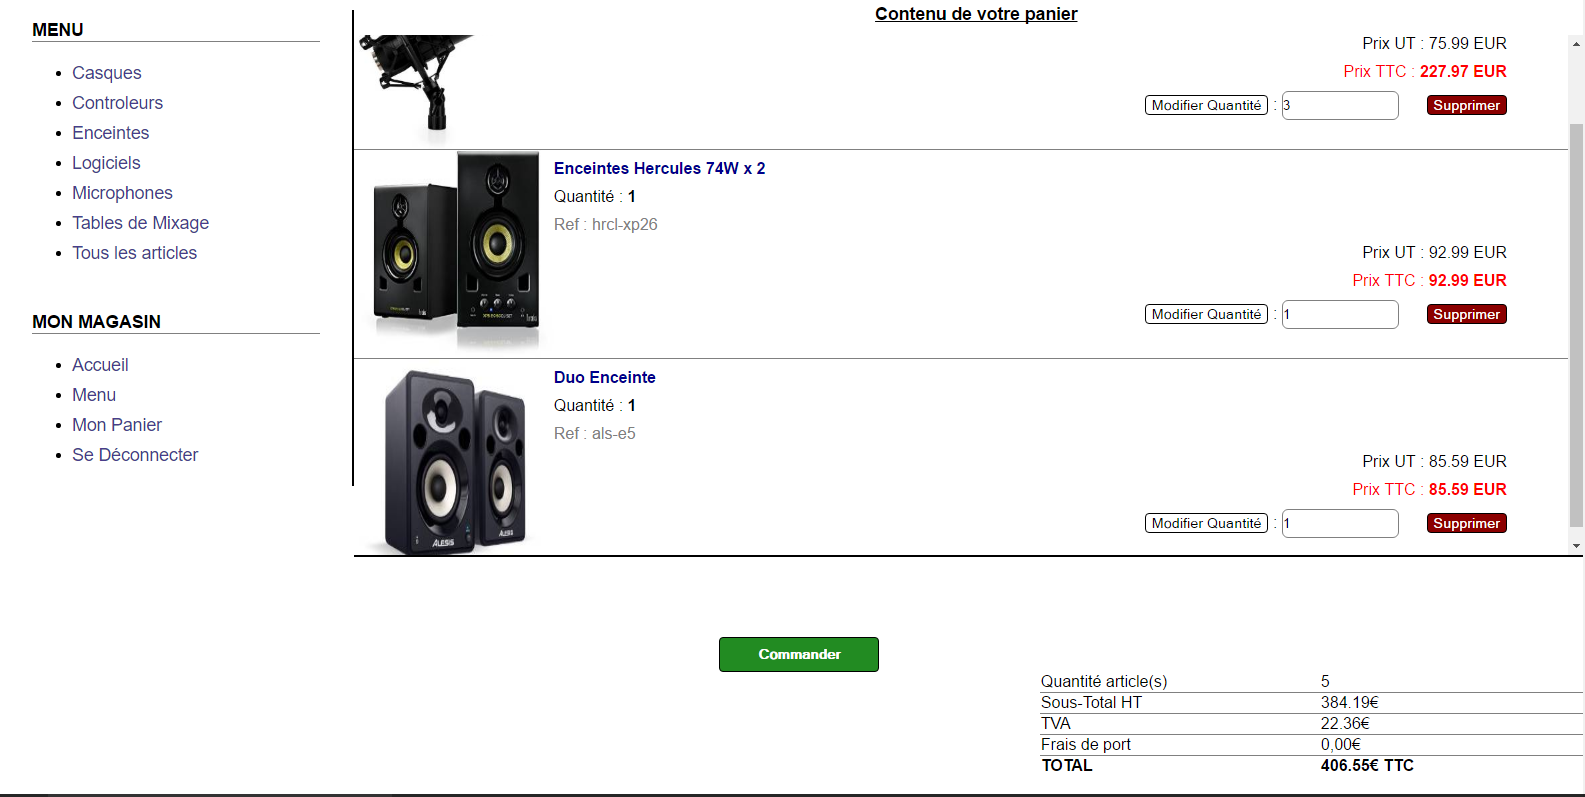 MENU
Casques
Controleurs
Enceintes
Logiciels
Microphones
Tables de Mixage
Tous les articles
MON MAGASIN
Accueil
Menu
Mon Panier
Se Déconnecter
Contenu de votre panier
Prix UT : 75.99 EUR
Prix TTC : 227.97 EUR
Modifier Quantité : 3 Supprimer
Enceintes Hercules 74W x 2
Quantité : 1
Ref : hrcl-xp26
Prix UT : 92.99 EUR
Prix TTC : 92.99 EUR
Modifier Quantité : 1 Supprimer
Duo Enceinte
Quantité : 1
Ref : als-e5
ALESIS
ALESIS
Prix UT : 85.59 EUR
Prix TTC : 85.59 EUR
Modifier Quantité : 1 Supprimer
Commander
Quantité article(s) 5
Sous-Total HT 384.19€
TVA 22.36€
Frais de port 0,00€
TOTAL 406.55€ TTC